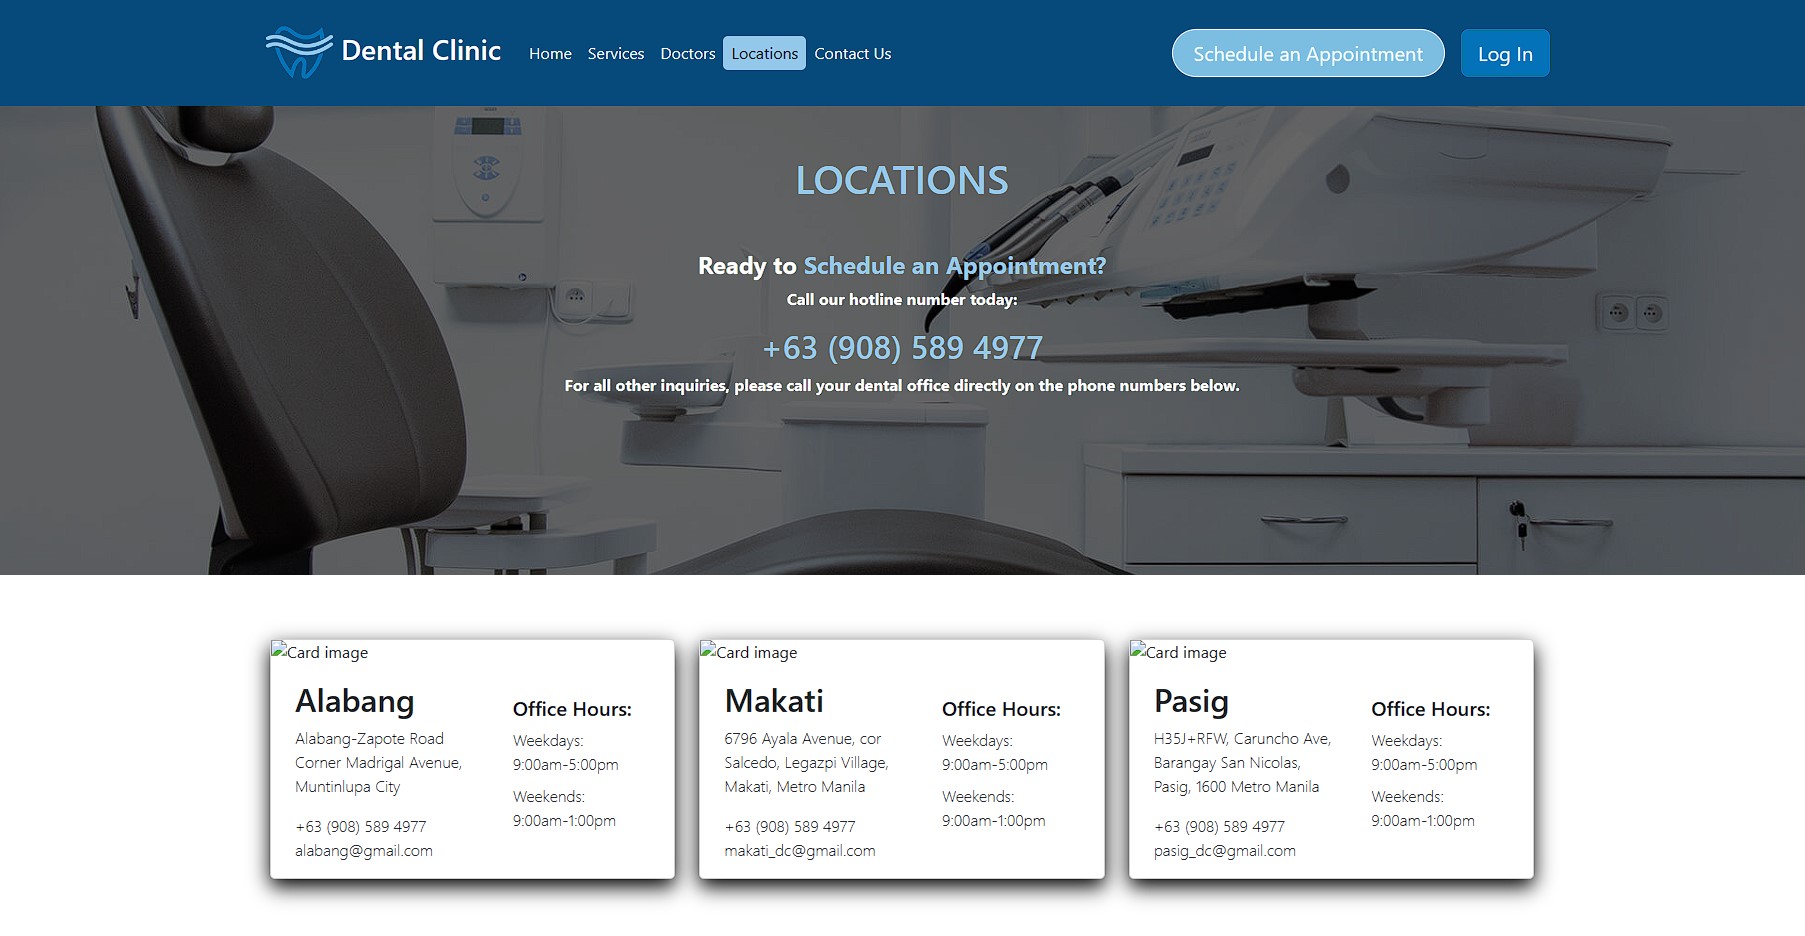 Dental Clinic
Home Services Doctors Locations Contact Us
Schedule an Appointment
Log In
LOCATIONS
Ready to Schedule an Appointment?
Call our hotline number today:
+63 (908) 589 4977
For all other inquiries, please call your dental office directly on the phone numbers below.
Card image
Alabang
Alabang-Zapote Road
Corner Madrigal Avenue,
Muntinlupa City
+63 (908) 589 4977
alabang@gmail.com
Office Hours:
Weekdays:
9:00am-5:00pm
Weekends:
9:00am-1:00pm
Card image
Makati
6796 Ayala Avenue, cor
Salcedo, Legazpi Village,
Makati, Metro Manila
+63 (908) 589 4977
makati_dc@gmail.com
Office Hours:
Weekdays:
9:00am-5:00pm
Weekends:
9:00am-1:00pm
Card image
Pasig
H35J+RFW, Caruncho Ave,
Barangay San Nicolas,
Pasig, 1600 Metro Manila
+63 (908) 589 4977
pasig_dc@gmail.com
Office Hours:
Weekdays:
9:00am-5:00pm
Weekends:
9:00am-1:00pm